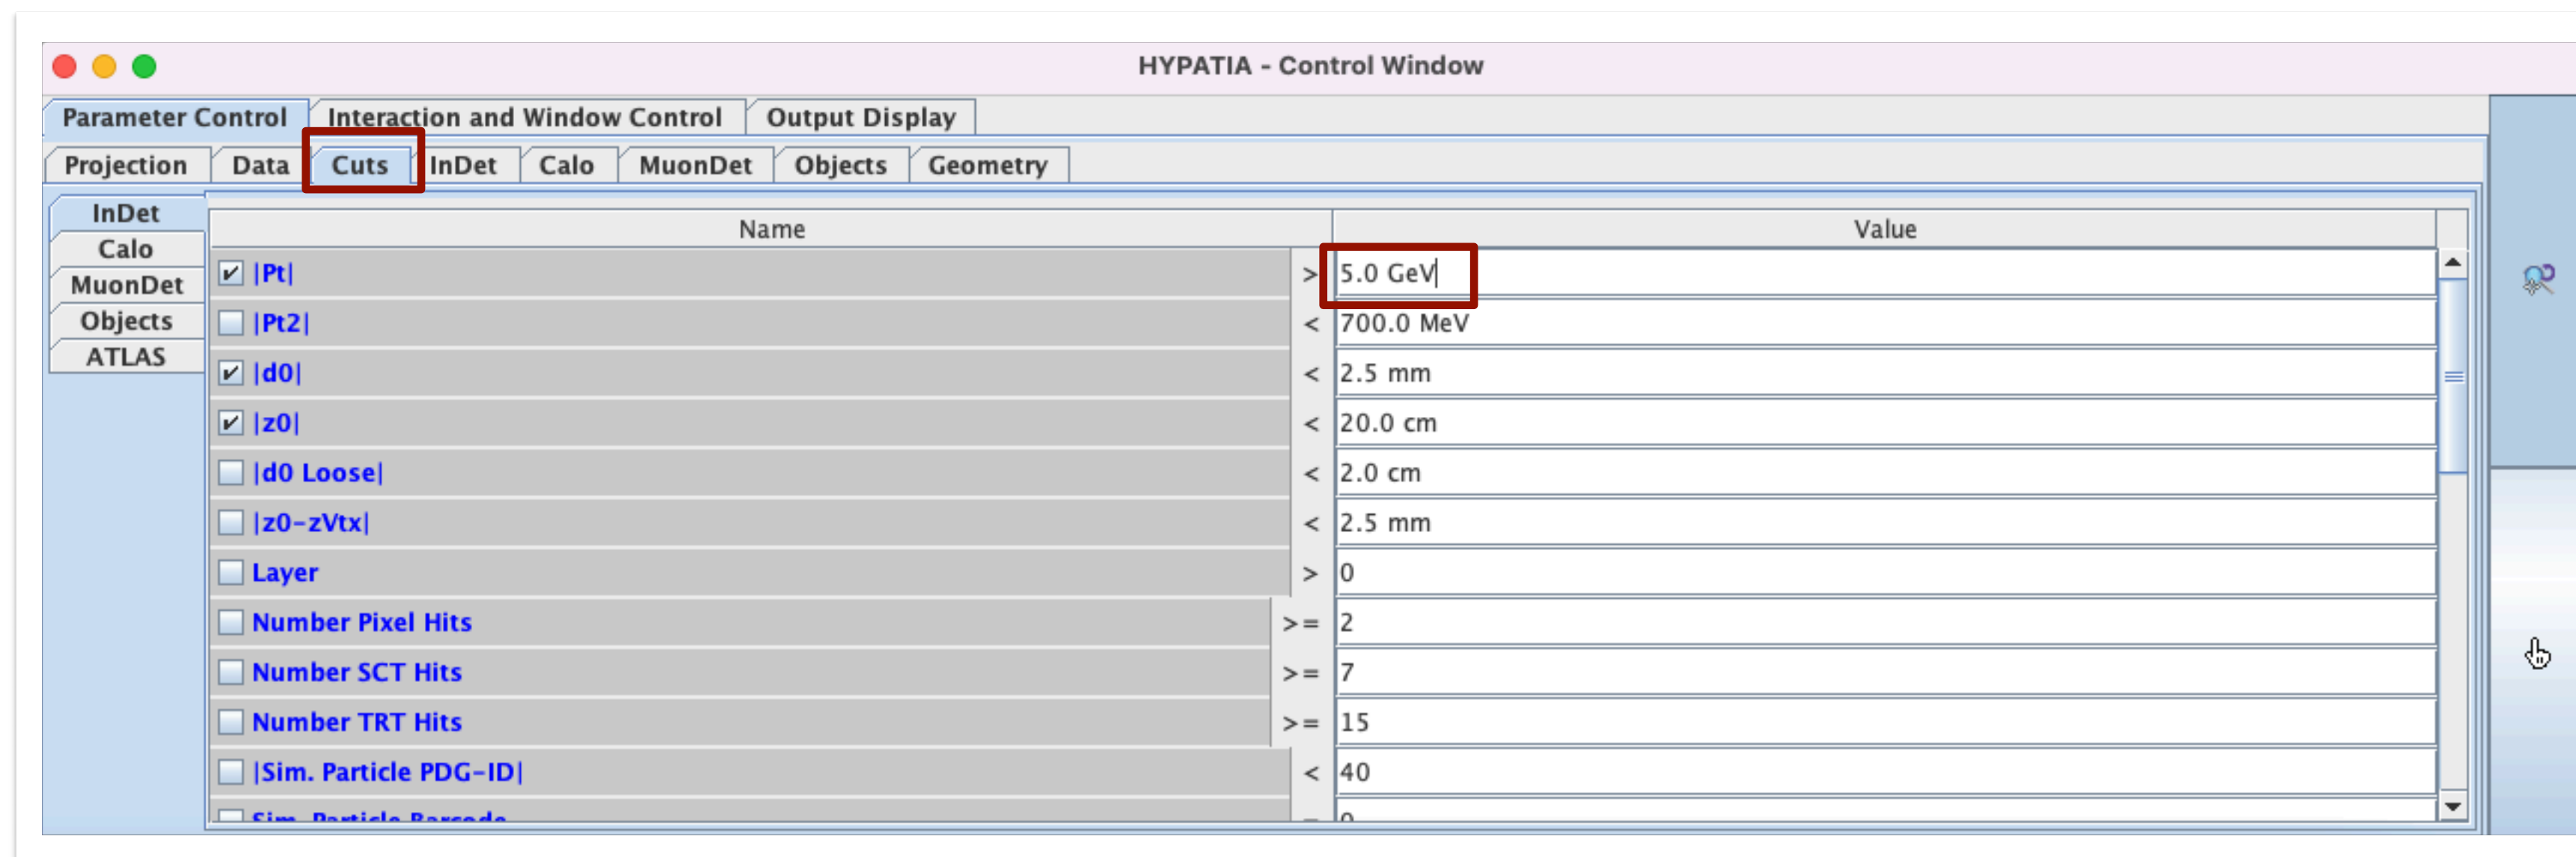 HYPATIA - Control Window
Parameter Control Interaction and Window Control Output Display
Projection Data Cuts InDet Calo MuonDet Objects Geometry
InDet
Calo
MuonDet
Objects
ATLAS
Name Value
|Pt| > 5.0 GeV
|Pt2| < 700.0 MeV
|d0| < 2.5 mm
|z0| < 20.0 cm
|d0 Loose| < 2.0 cm
|z0-zVtx| < 2.5 mm
Layer > 0
Number Pixel Hits >= 2
Number SCT Hits >= 7
Number TRT Hits >= 15
|Sim. Particle PDG-ID| < 40
Sim. Particle Barcode